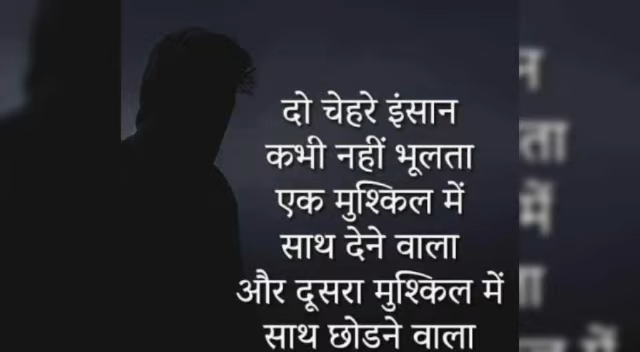 दो चेहरे इंसान
कभी नहीं भूलता
एक मुश्किल में
साथ देने वाला
और दूसरा मुश्किल में
साथ छोडने वाला